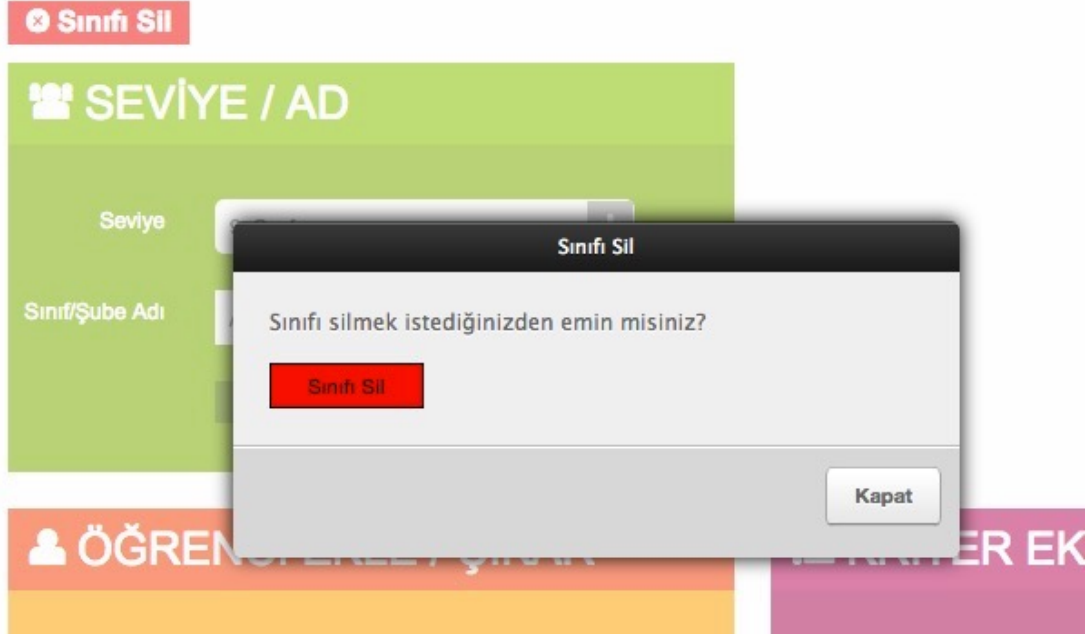 Sınıfı Sil
SEVİYE / AD
Seviye
Sınıf/Şube Adı
Sınıfı Sil
Sınıfı silmek istediğinizden emin misiniz?
Sınıfı Sil
Kapat